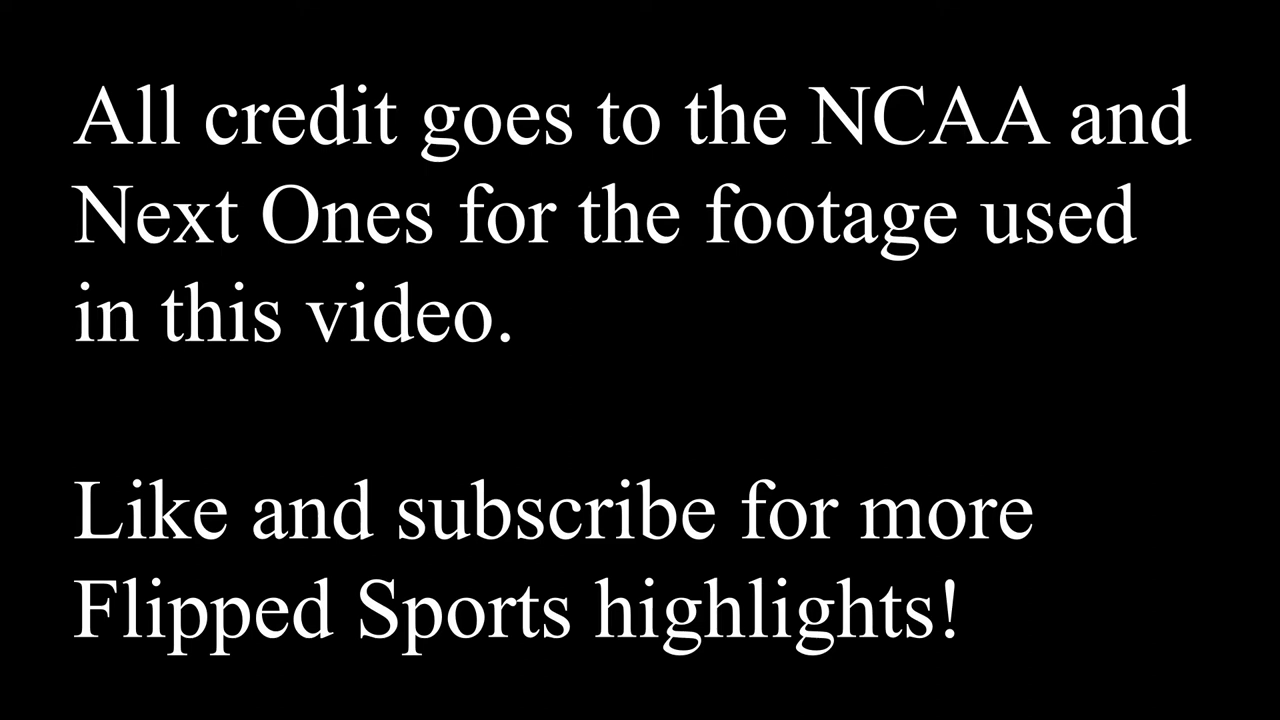 All credit goes to the NCAA and
Next Ones for the footage used
in this video.
Like and subscribe for more
Flipped Sports highlights!